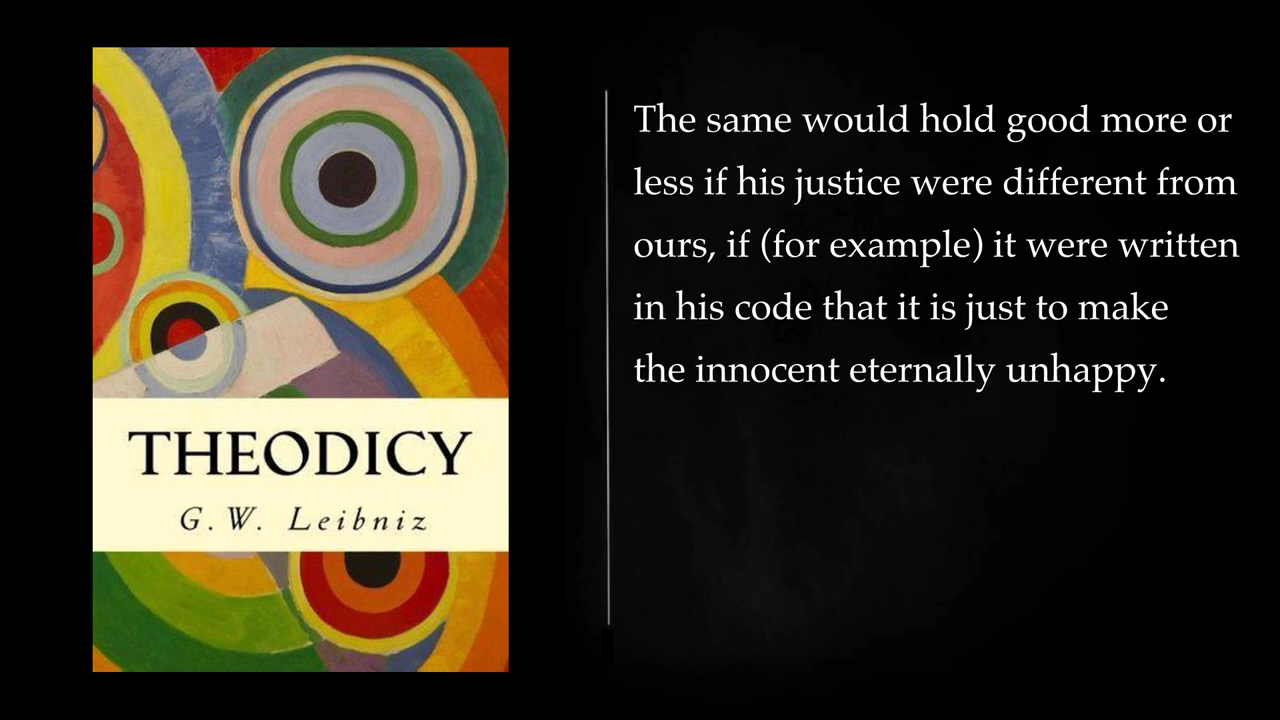 THEODICY
G.W. Leibniz
The same would hold good more or
less if his justice were different from
ours, if (for example) it were written
in his code that it is just to make
the innocent eternally unhappy.